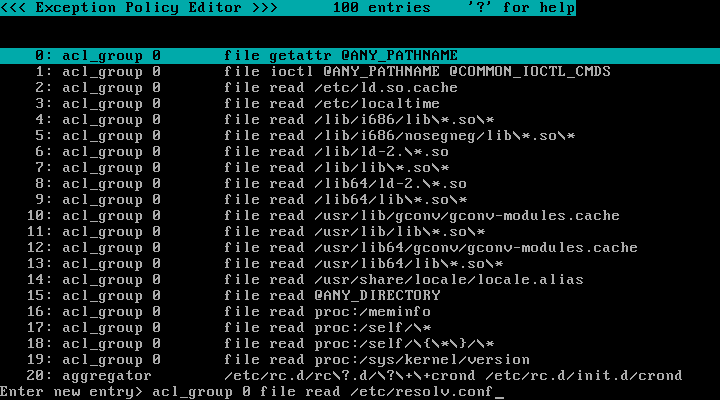 <<< Exception Policy Editor >>>      100 entries    '?' for help
0: acl_group 0       file getattr @ANY_PATHNAME
1: acl_group 0       file ioctl @ANY_PATHNAME @COMMON_IOCTL_CMDS
2: acl_group 0       file read /etc/ld.so.cache
3: acl_group 0       file read /etc/localtime
4: acl_group 0       file read /lib/i686/lib\*.so\*
5: acl_group 0       file read /lib/i686/nosegneg/lib\*.so\*
6: acl_group 0       file read /lib/ld-2.\*.so
7: acl_group 0       file read /lib/lib\*.so\*
8: acl_group 0       file read /lib64/ld-2.\*.so
9: acl_group 0       file read /lib64/lib\*.so\*
10: acl_group 0       file read /usr/lib/gconv/gconv-modules.cache
11: acl_group 0       file read /usr/lib/lib\*.so\*
12: acl_group 0       file read /usr/lib64/gconv/gconv-modules.cache
13: acl_group 0       file read /usr/lib64/lib\*.so\*
14: acl_group 0       file read /usr/share/locale/locale.alias
15: acl_group 0       file read @ANY_DIRECTORY
16: acl_group 0       file read proc:/meminfo
17: acl_group 0       file read proc:/self/\*
18: acl_group 0       file read proc:/self/\{\*\}/\*
19: acl_group 0       file read proc:/sys/kernel/version
20: aggregator        /etc/rc.d/rc\?.d/\?\+\+crond /etc/rc.d/init.d/crond
Enter new entry> acl_group 0 file read /etc/resolv.conf_